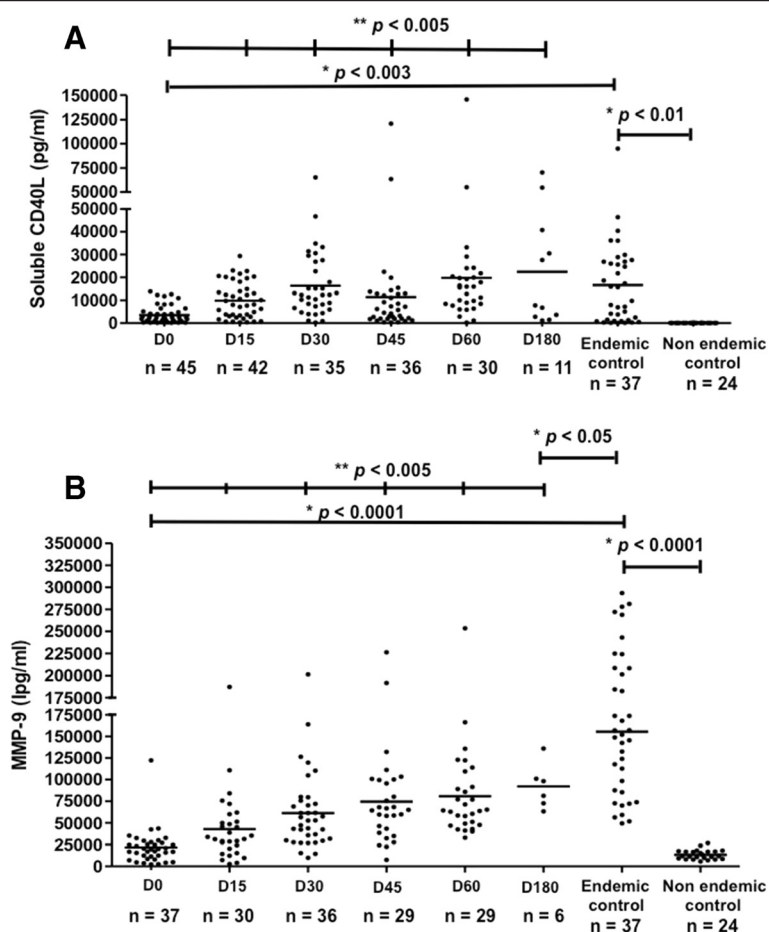 A
** p < 0.005
* p < 0.003
* p < 0.01
Soluble CD40L (pg/ml)
150000
125000
100000
75000
50000
50000
40000
30000
20000
10000
0
D0 D15 D30 D45 D60 D180 Endemic control Non endemic control
n = 45 n = 42 n = 35 n = 36 n = 30 n = 11 n = 37 n = 24
* p < 0.05
B
** p < 0.005
* p < 0.0001
* p < 0.0001
MMP-9 (lpg/ml)
350000
325000
300000
275000
250000
200000
175000
175000
150000
125000
100000
75000
50000
25000
0
D0 D15 D30 D45 D60 D180 Endemic control Non endemic control
n = 37 n = 30 n = 36 n = 29 n = 29 n = 6 n = 37 n = 24